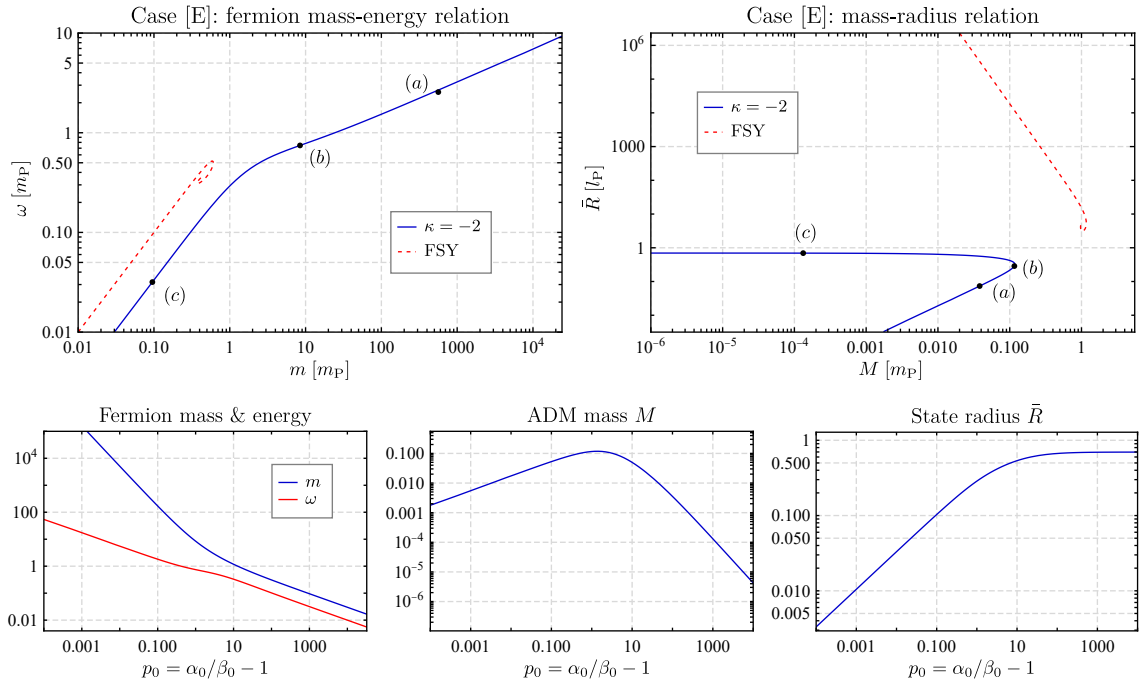 Case [E]: fermion mass-energy relation
10
5
1
0.50
0.10
0.05
0.01
ω [m_P]
(a)
(b)
(c)
κ = −2
FSY
0.01
0.10
1
10
100
1000
10^4
m [m_P]
Case [E]: mass-radius relation
10^6
1000
1
R̄ [l_P]
κ = −2
FSY
(c)
(b)
(a)
10^−6
10^−5
10^−4
0.001
0.010
0.100
1
M [m_P]
Fermion mass & energy
10^4
100
1
0.01
m
ω
0.001
0.1
10
1000
p_0 = α_0/β_0 − 1
ADM mass M
0.100
0.010
0.001
10^−4
10^−5
10^−6
0.001
0.1
10
1000
p_0 = α_0/β_0 − 1
State radius R̄
1
0.500
0.100
0.050
0.010
0.005
0.001
0.1
10
1000
p_0 = α_0/β_0 − 1